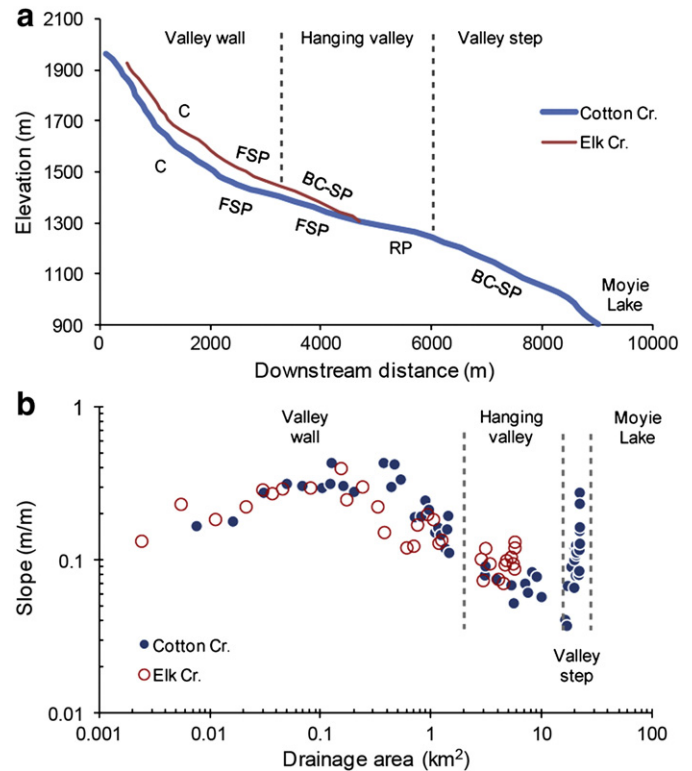 a
2100
1900
1700
1500
1300
1100
900
Elevation (m)
Valley wall
Hanging valley
Valley step
Cotton Cr.
Elk Cr.
C
C
FSP
FSP
BC-SP
FSP
RP
BC-SP
Moyie
Lake
0
2000
4000
6000
8000
10000
Downstream distance (m)
b
1
0.1
0.01
Slope (m/m)
Valley
wall
Hanging
valley
Moyie
Lake
Valley
step
Cotton Cr.
Elk Cr.
0.001
0.01
0.1
1
10
100
Drainage area (km²)